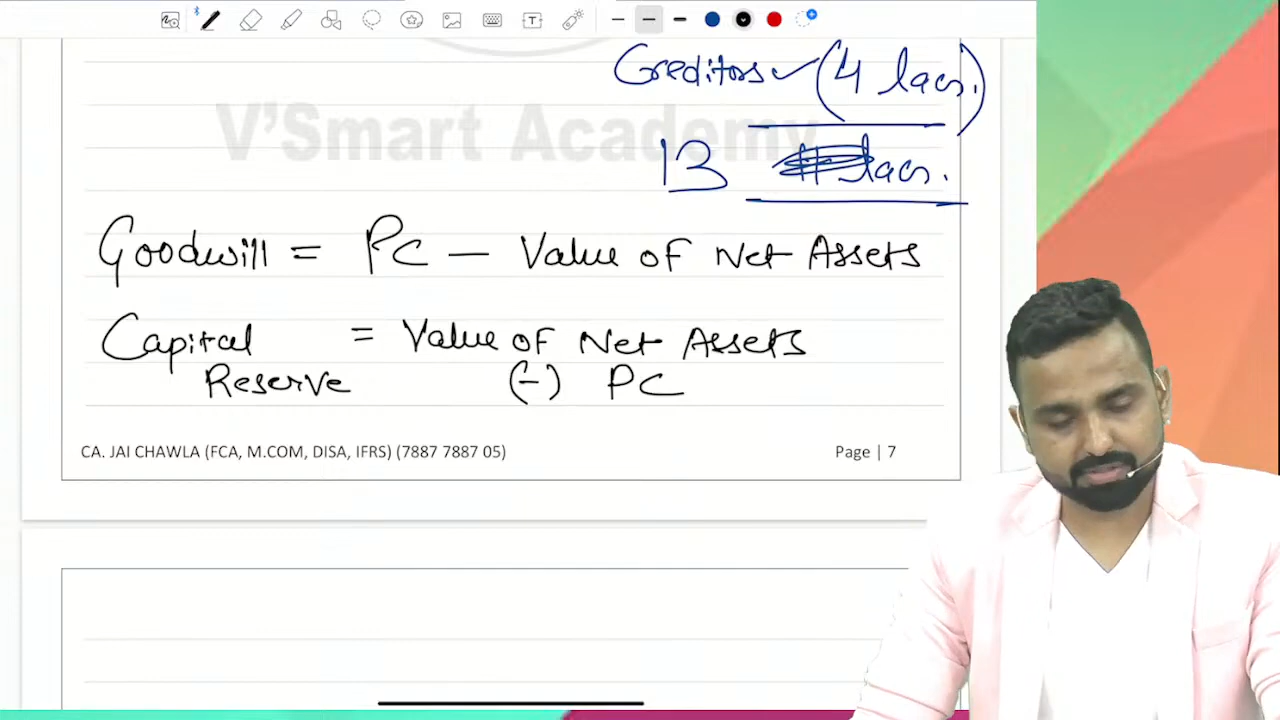 Creditors ✓ (4 lacs.)
V'Smart Academy
13 lacs.
Goodwill = PC – Value of Net Assets
Capital Reserve = Value of Net Assets
(–) PC
CA. JAI CHAWLA (FCA, M.COM, DISA, IFRS) (7887 7887 05) Page | 7